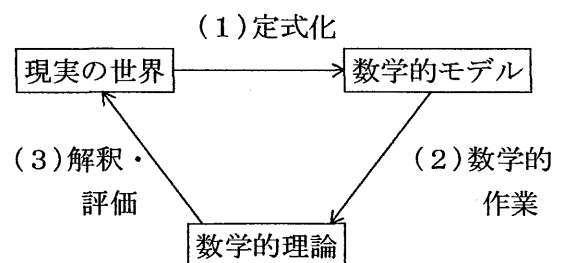 (1)定式化
現実の世界
数学的モデル
(3)解釈・
評価
(2)数学的
作業
数学的理論